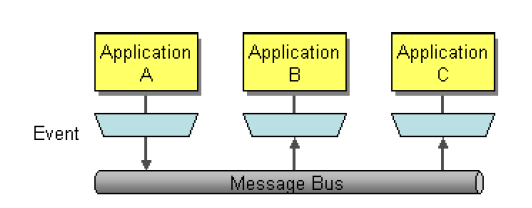 Application
A
Application
B
Application
C
Event
Message Bus